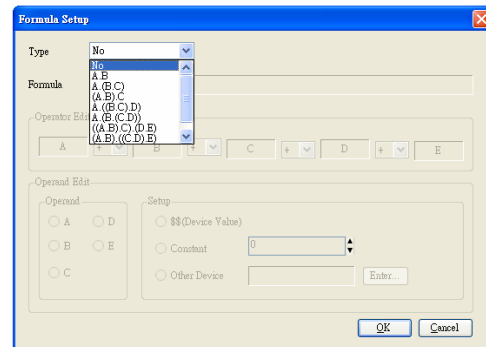 Formula Setup
Type No
No
A.B
A.(B.C)
(A.B).C
A.((B.C).D)
A.(B.(C.D))
((A.B).C).(D.E)
(A.B).((C.D).E)
Formula
Operator Edi
A + B + C + D + E
Operand Edit
Operand
A D
B E
C
Setup
$$(Device Value)
Constant 0
Other Device Enter...
OK Cancel